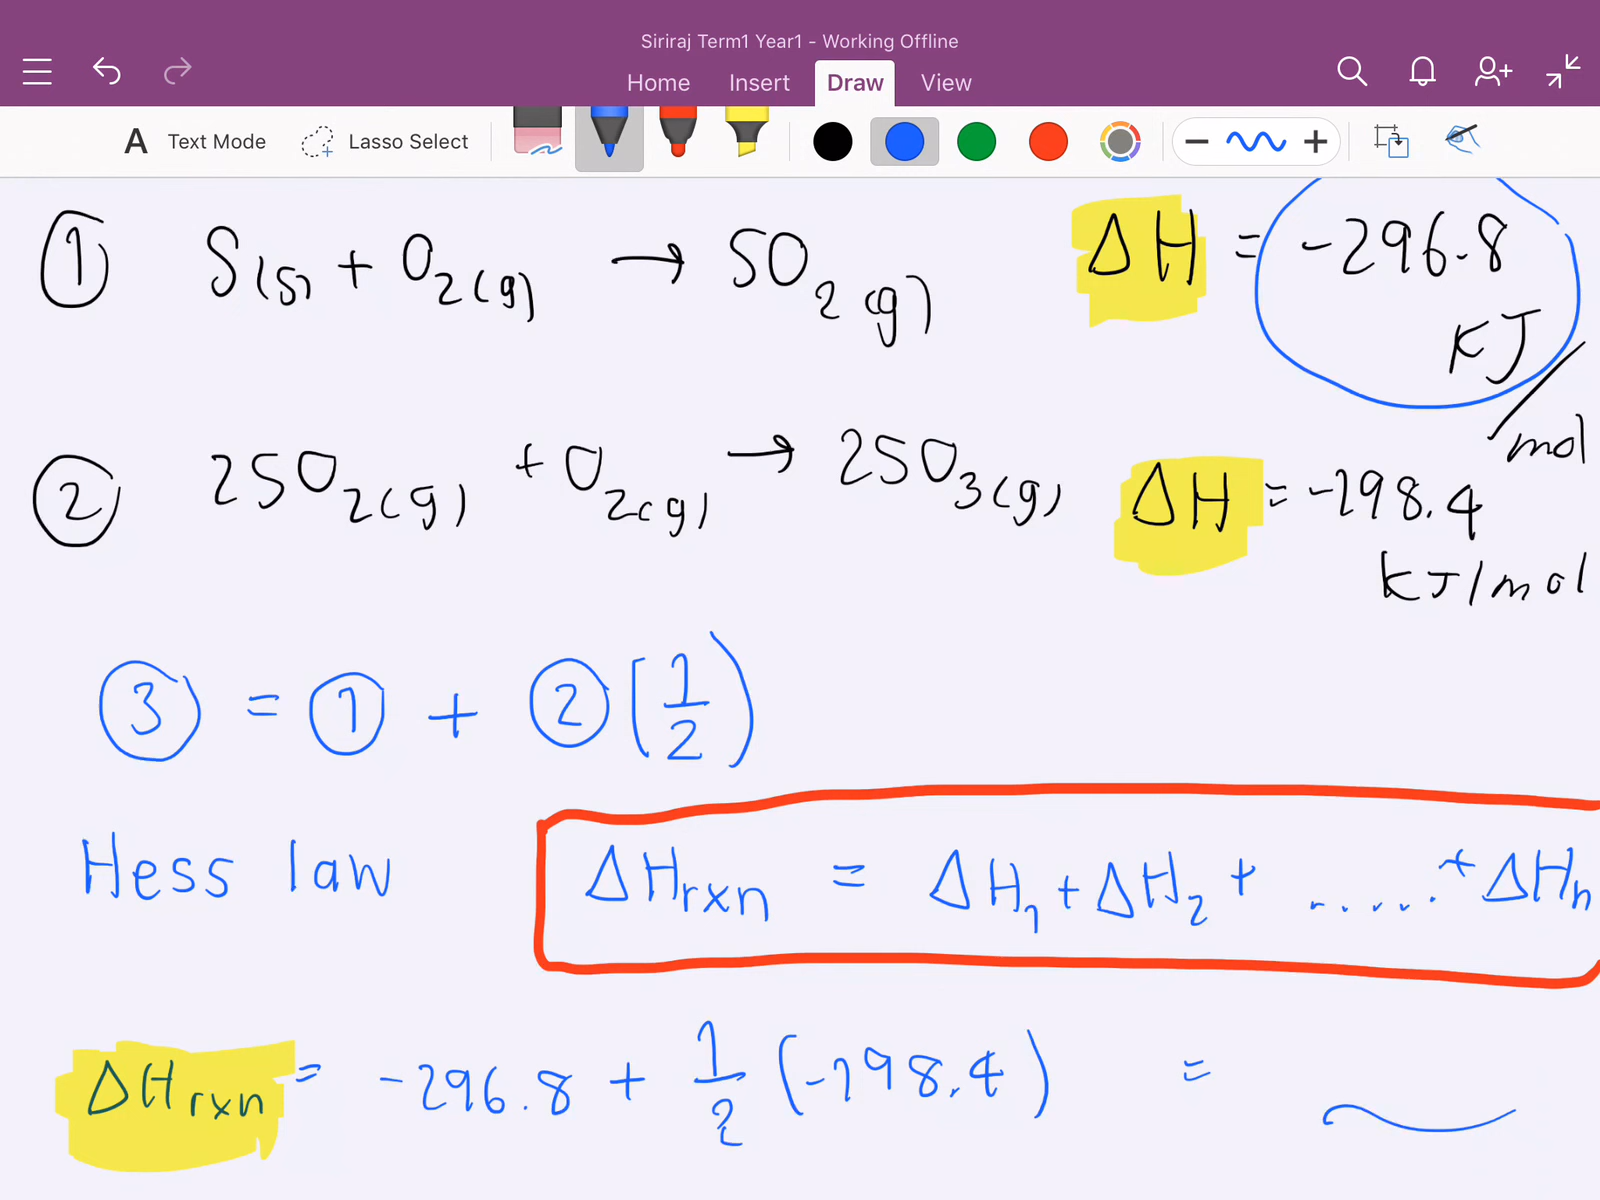 Siriraj Term1 Year1 - Working Offline
Home Insert Draw View
A Text Mode Lasso Select
① S(s) + O₂(g) → SO₂(g) ΔH = -296.8 kJ/mol
② 2SO₂(g) + O₂(g) → 2SO₃(g) ΔH = -198.4 kJ/mol
③ = ① + ② (1/2)
Hess law ΔHrxn = ΔH₁ + ΔH₂ + ...... + ΔHn
ΔHrxn = -296.8 + 1/2 (-198.4) =